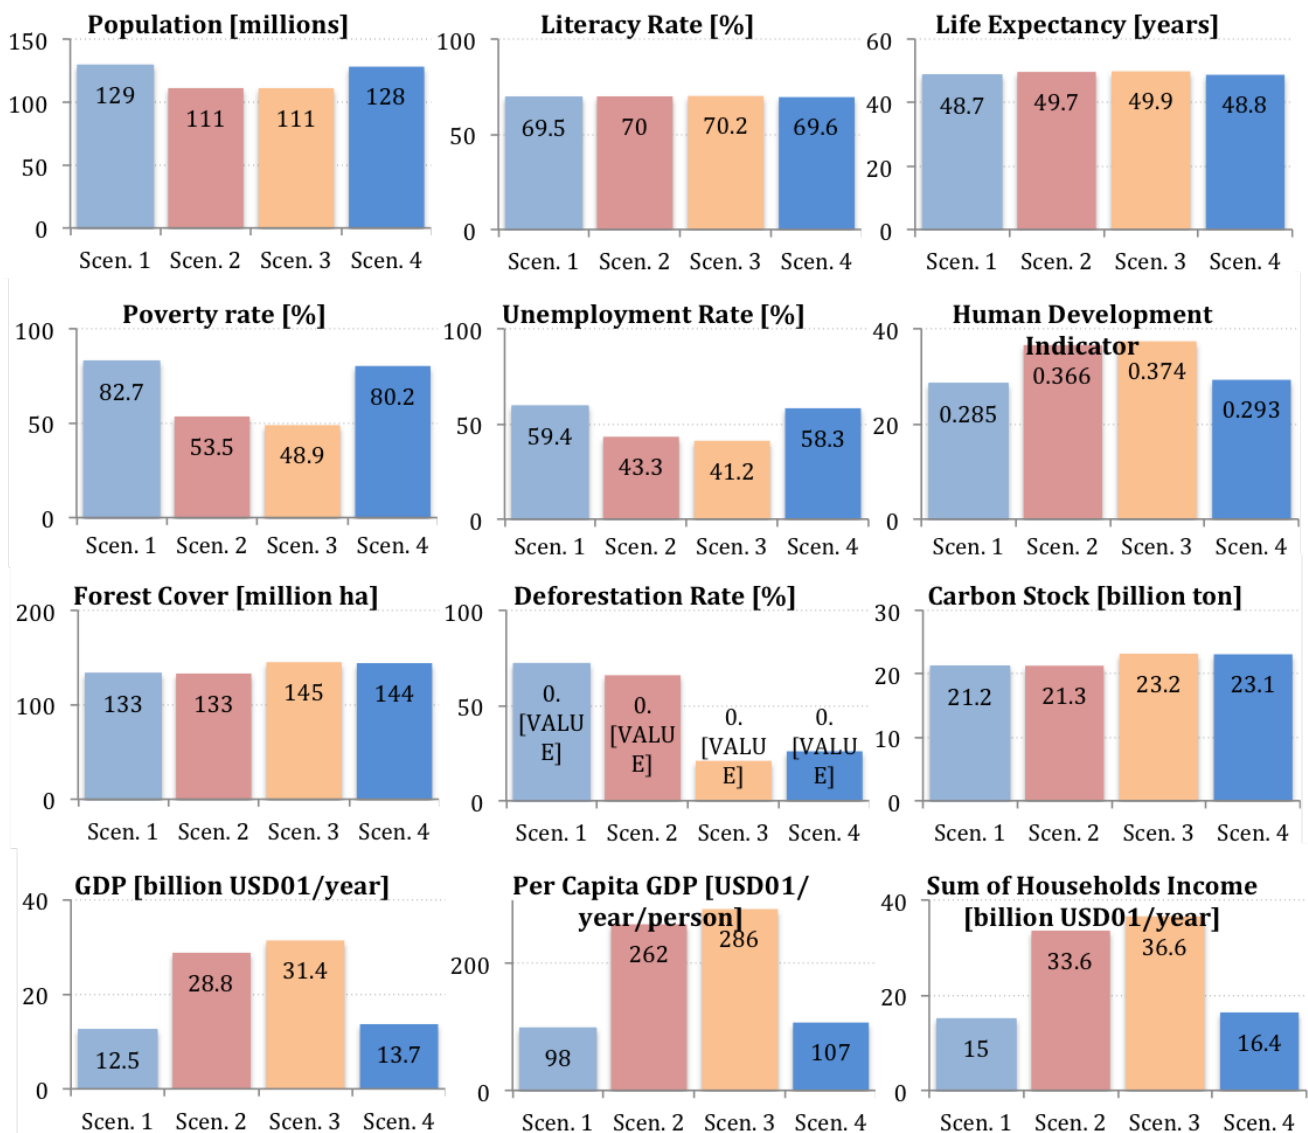 Population [millions]
150
100
50
0
129
111
111
128
Scen. 1 Scen. 2 Scen. 3 Scen. 4
Literacy Rate [%]
100
50
0
69.5
70
70.2
69.6
Scen. 1 Scen. 2 Scen. 3 Scen. 4
Life Expectancy [years]
60
40
20
0
48.7
49.7
49.9
48.8
Scen. 1 Scen. 2 Scen. 3 Scen. 4
Poverty rate [%]
100
50
0
82.7
53.5
48.9
80.2
Scen. 1 Scen. 2 Scen. 3 Scen. 4
Unemployment Rate [%]
100
50
0
59.4
43.3
41.2
58.3
Scen. 1 Scen. 2 Scen. 3 Scen. 4
Human Development
Indicator
40
20
0
0.285
0.366
0.374
0.293
Scen. 1 Scen. 2 Scen. 3 Scen. 4
Forest Cover [million ha]
200
100
0
133
133
145
144
Scen. 1 Scen. 2 Scen. 3 Scen. 4
Deforestation Rate [%]
100
50
0
0.
[VALU
E]
0.
[VALU
E]
0.
[VALU
E]
0.
[VALU
E]
Scen. 1 Scen. 2 Scen. 3 Scen. 4
Carbon Stock [billion ton]
30
20
10
0
21.2
21.3
23.2
23.1
Scen. 1 Scen. 2 Scen. 3 Scen. 4
GDP [billion USD01/year]
40
20
0
12.5
28.8
31.4
13.7
Scen. 1 Scen. 2 Scen. 3 Scen. 4
Per Capita GDP [USD01/
year/person]
200
0
98
262
286
107
Scen. 1 Scen. 2 Scen. 3 Scen. 4
Sum of Households Income
[billion USD01/year]
40
20
0
15
33.6
36.6
16.4
Scen. 1 Scen. 2 Scen. 3 Scen. 4